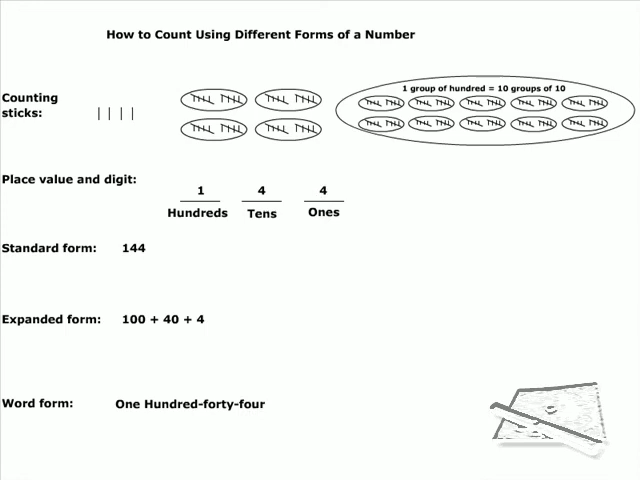 How to Count Using Different Forms of a Number
1 group of hundred = 10 groups of 10
Counting
sticks:
Place value and digit:
1 4 4
Hundreds Tens Ones
Standard form: 144
Expanded form: 100 + 40 + 4
Word form: One Hundred-forty-four